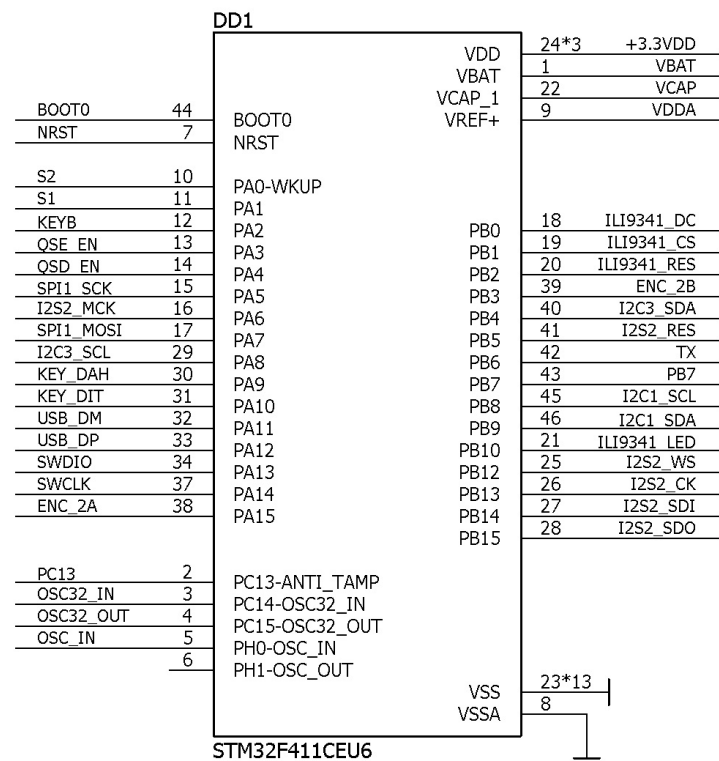 DD1
VDD 24*3 +3.3VDD
VBAT 1 VBAT
VCAP_1 22 VCAP
BOOT0 44 BOOT0 VREF+ 9 VDDA
NRST 7 NRST
S2 10 PA0-WKUP
S1 11 PA1
KEYB 12 PA2 PB0 18 ILI9341_DC
QSE_EN 13 PA3 PB1 19 ILI9341_CS
QSD_EN 14 PA4 PB2 20 ILI9341_RES
SPI1_SCK 15 PA5 PB3 39 ENC_2B
I2S2_MCK 16 PA6 PB4 40 I2C3_SDA
SPI1_MOSI 17 PA7 PB5 41 I2S2_RES
I2C3_SCL 29 PA8 PB6 42 TX
KEY_DAH 30 PA9 PB7 43 PB7
KEY_DIT 31 PA10 PB8 45 I2C1_SCL
USB_DM 32 PA11 PB9 46 I2C1_SDA
USB_DP 33 PA12 PB10 21 ILI9341_LED
SWDIO 34 PA13 PB12 25 I2S2_WS
SWCLK 37 PA14 PB13 26 I2S2_CK
ENC_2A 38 PA15 PB14 27 I2S2_SDI
PB15 28 I2S2_SDO
PC13 2 PC13-ANTI_TAMP
OSC32_IN 3 PC14-OSC32_IN
OSC32_OUT 4 PC15-OSC32_OUT
OSC_IN 5 PH0-OSC_IN
6 PH1-OSC_OUT
VSS 23*13
VSSA 8
STM32F411CEU6